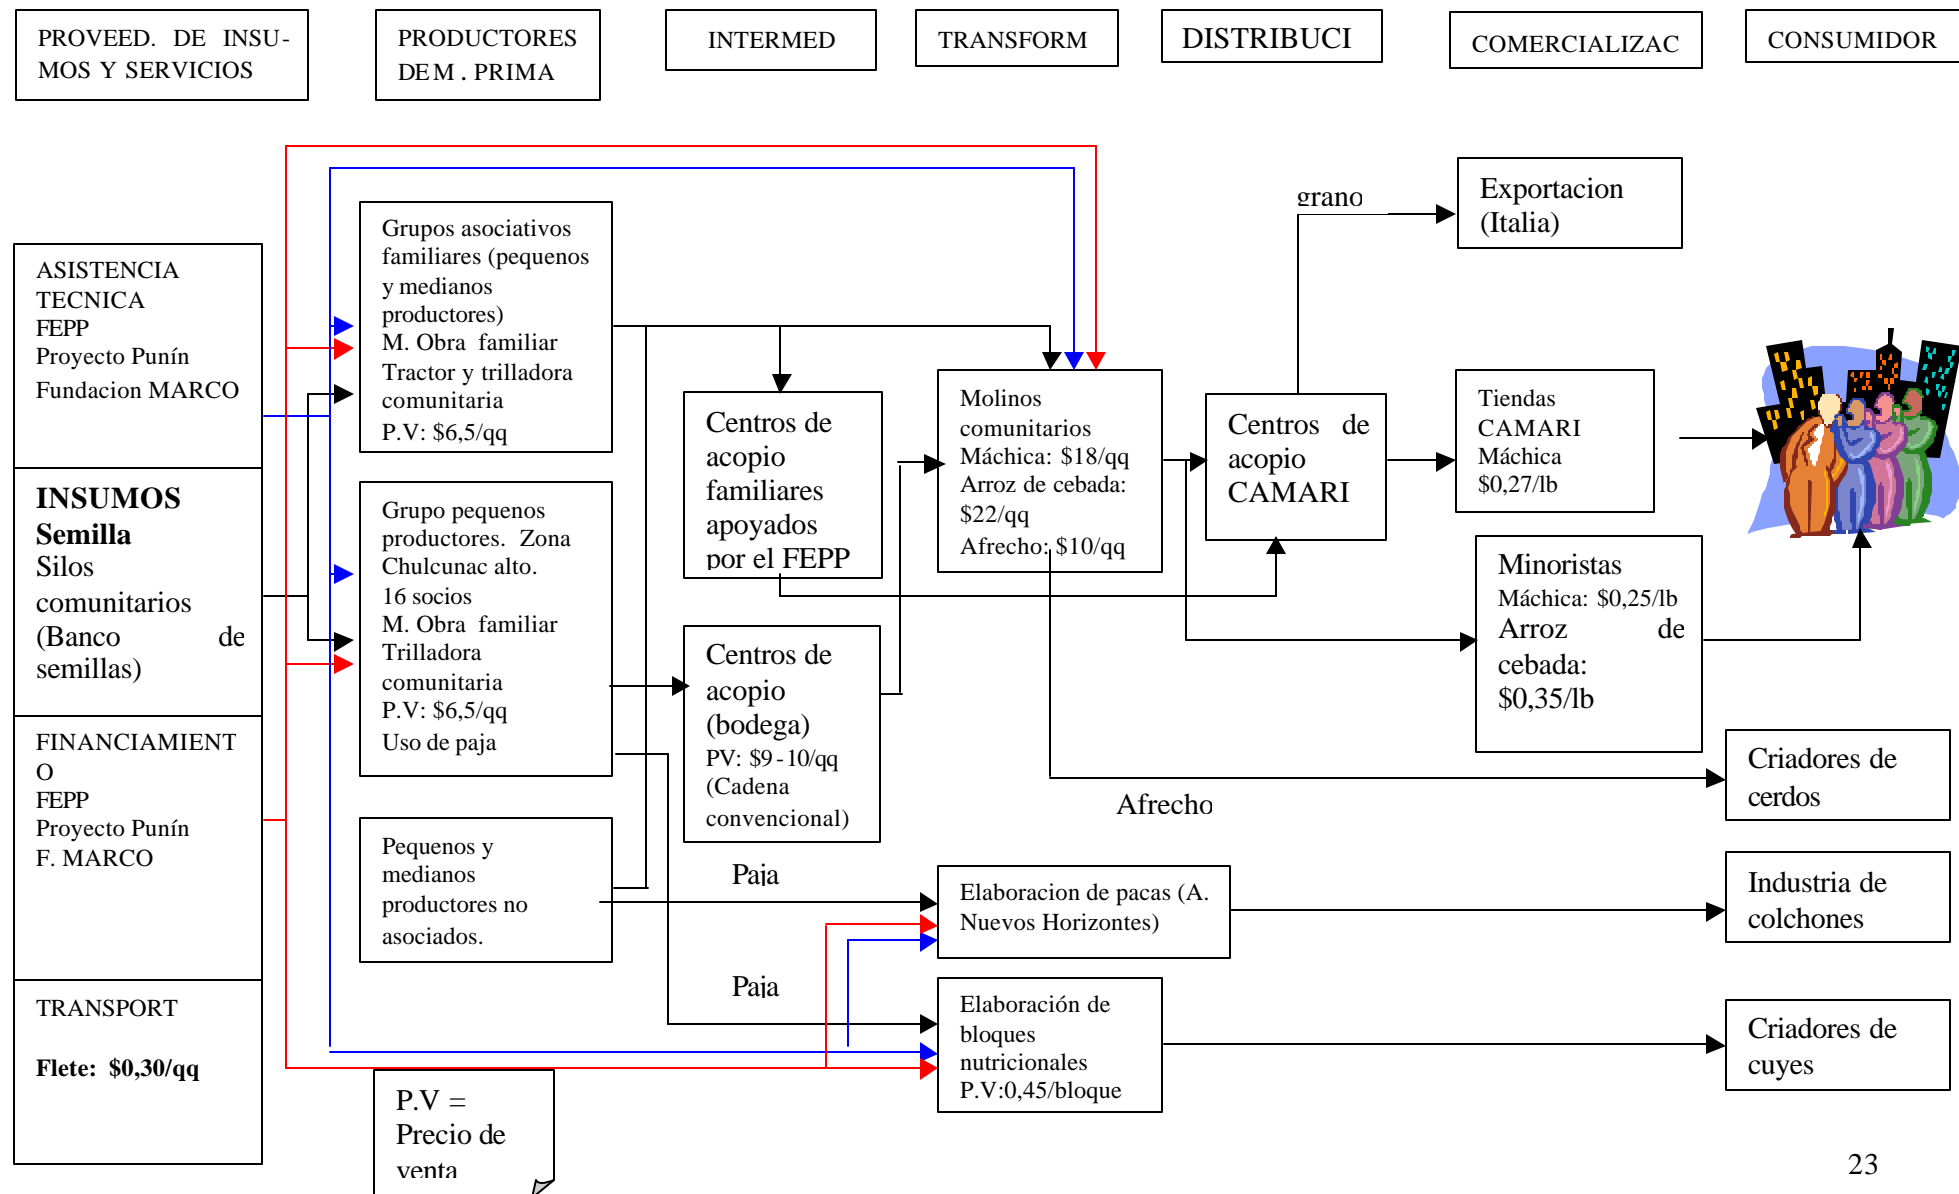 PROVEED. DE INSU-
MOS Y SERVICIOS
PRODUCTORES
DE M . PRIMA
INTERMED
TRANSFORM
DISTRIBUCI
COMERCIALIZAC
CONSUMIDOR
ASISTENCIA
TECNICA
FEPP
Proyecto Punín
Fundacion MARCO
INSUMOS
Semilla
Silos
comunitarios
(Banco de
semillas)
FINANCIAMIENT
O
FEPP
Proyecto Punín
F. MARCO
TRANSPORT
Flete: $0,30/qq
Grupos asociativos
familiares (pequenos
y medianos
productores)
M. Obra familiar
Tractor y trilladora
comunitaria
P.V: $6,5/qq
Grupo pequenos
productores. Zona
Chulcunac alto.
16 socios
M. Obra familiar
Trilladora
comunitaria
P.V: $6,5/qq
Uso de paja
Pequenos y
medianos
productores no
asociados.
P.V =
Precio de
venta
Centros de
acopio
familiares
apoyados
por el FEPP
Centros de
acopio
(bodega)
PV: $9-10/qq
(Cadena
convencional)
Paja
Paja
Molinos
comunitarios
Máchica: $18/qq
Arroz de cebada:
$22/qq
Afrecho: $10/qq
Elaboracion de pacas (A.
Nuevos Horizontes)
Elaboración de
bloques
nutricionales
P.V:0,45/bloque
grano
Centros de
acopio
CAMARI
Afrecho
Exportacion
(Italia)
Tiendas
CAMARI
Máchica
$0,27/lb
Minoristas
Máchica: $0,25/lb
Arroz de
cebada:
$0,35/lb
Criadores de
cerdos
Industria de
colchones
Criadores de
cuyes
23